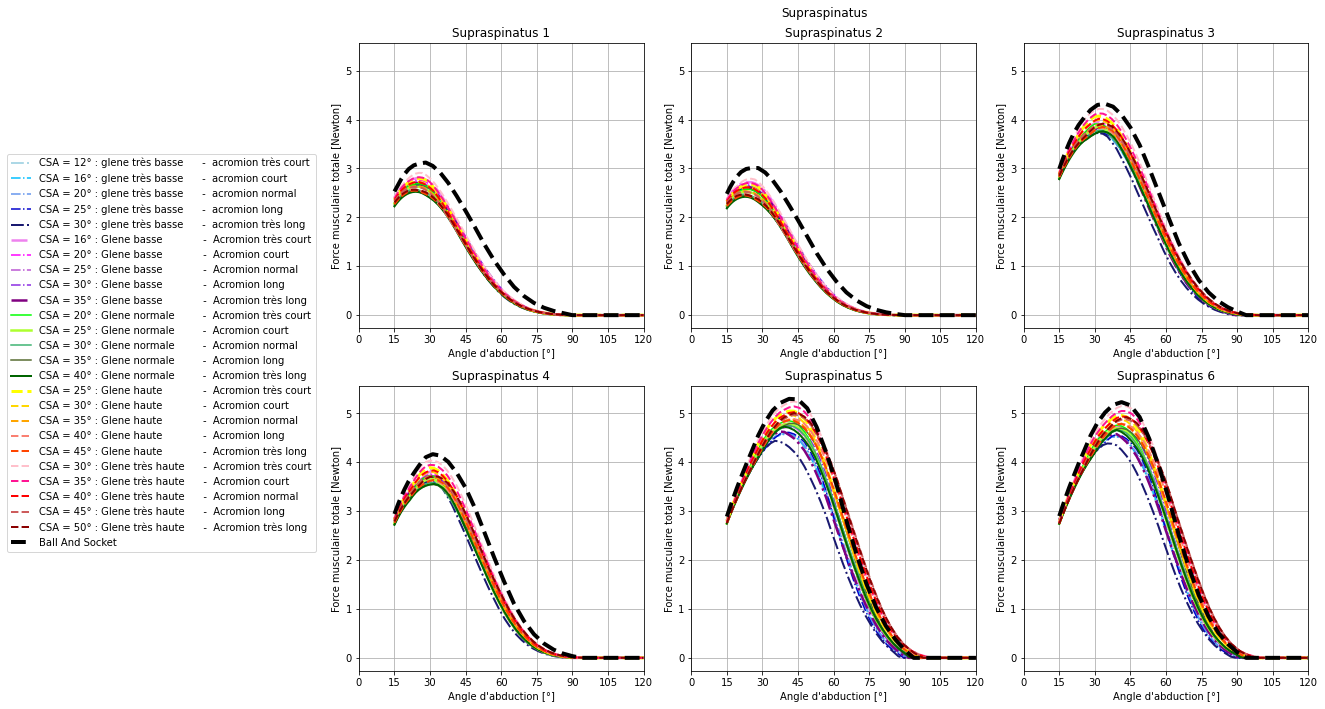 Supraspinatus
Supraspinatus 1
Supraspinatus 2
Supraspinatus 3
CSA = 12° : glene très basse - acromion très court
CSA = 16° : glene très basse - acromion court
CSA = 20° : glene très basse - acromion normal
CSA = 25° : glene très basse - acromion long
CSA = 30° : glene très basse - acromion très long
CSA = 16° : Glene basse - Acromion très court
CSA = 20° : Glene basse - Acromion court
CSA = 25° : Glene basse - Acromion normal
CSA = 30° : Glene basse - Acromion long
CSA = 35° : Glene basse - Acromion très long
CSA = 20° : Glene normale - Acromion très court
CSA = 25° : Glene normale - Acromion court
CSA = 30° : Glene normale - Acromion normal
CSA = 35° : Glene normale - Acromion long
CSA = 40° : Glene normale - Acromion très long
CSA = 25° : Glene haute - Acromion très court
CSA = 30° : Glene haute - Acromion court
CSA = 35° : Glene haute - Acromion normal
CSA = 40° : Glene haute - Acromion long
CSA = 45° : Glene haute - Acromion très long
CSA = 30° : Glene très haute - Acromion très court
CSA = 35° : Glene très haute - Acromion court
CSA = 40° : Glene très haute - Acromion normal
CSA = 45° : Glene très haute - Acromion long
CSA = 50° : Glene très haute - Acromion très long
Ball And Socket
Force musculaire totale [Newton]
5
4
3
2
1
0
0 15 30 45 60 75 90 105 120
Angle d'abduction [°]
Force musculaire totale [Newton]
5
4
3
2
1
0
0 15 30 45 60 75 90 105 120
Angle d'abduction [°]
Force musculaire totale [Newton]
5
4
3
2
1
0
0 15 30 45 60 75 90 105 120
Angle d'abduction [°]
Supraspinatus 4
Force musculaire totale [Newton]
5
4
3
2
1
0
0 15 30 45 60 75 90 105 120
Angle d'abduction [°]
Supraspinatus 5
Force musculaire totale [Newton]
5
4
3
2
1
0
0 15 30 45 60 75 90 105 120
Angle d'abduction [°]
Supraspinatus 6
Force musculaire totale [Newton]
5
4
3
2
1
0
0 15 30 45 60 75 90 105 120
Angle d'abduction [°]